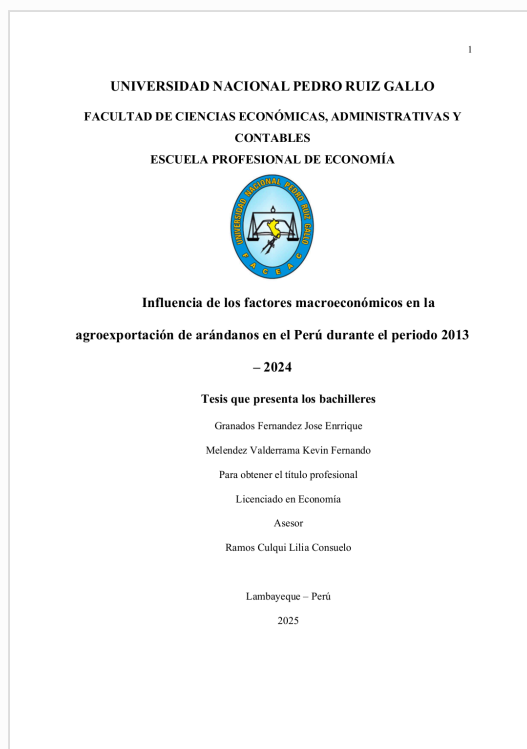 1
UNIVERSIDAD NACIONAL PEDRO RUIZ GALLO
FACULTAD DE CIENCIAS ECONÓMICAS, ADMINISTRATIVAS Y
CONTABLES
ESCUELA PROFESIONAL DE ECONOMÍA
UNIVERSIDAD NACIONAL PEDRO RUIZ GALLO
FACEAC
Influencia de los factores macroeconómicos en la
agroexportación de arándanos en el Perú durante el periodo 2013
– 2024
Tesis que presenta los bachilleres
Granados Fernandez Jose Enrrique
Melendez Valderrama Kevin Fernando
Para obtener el título profesional
Licenciado en Economía
Asesor
Ramos Culqui Lilia Consuelo
Lambayeque – Perú
2025